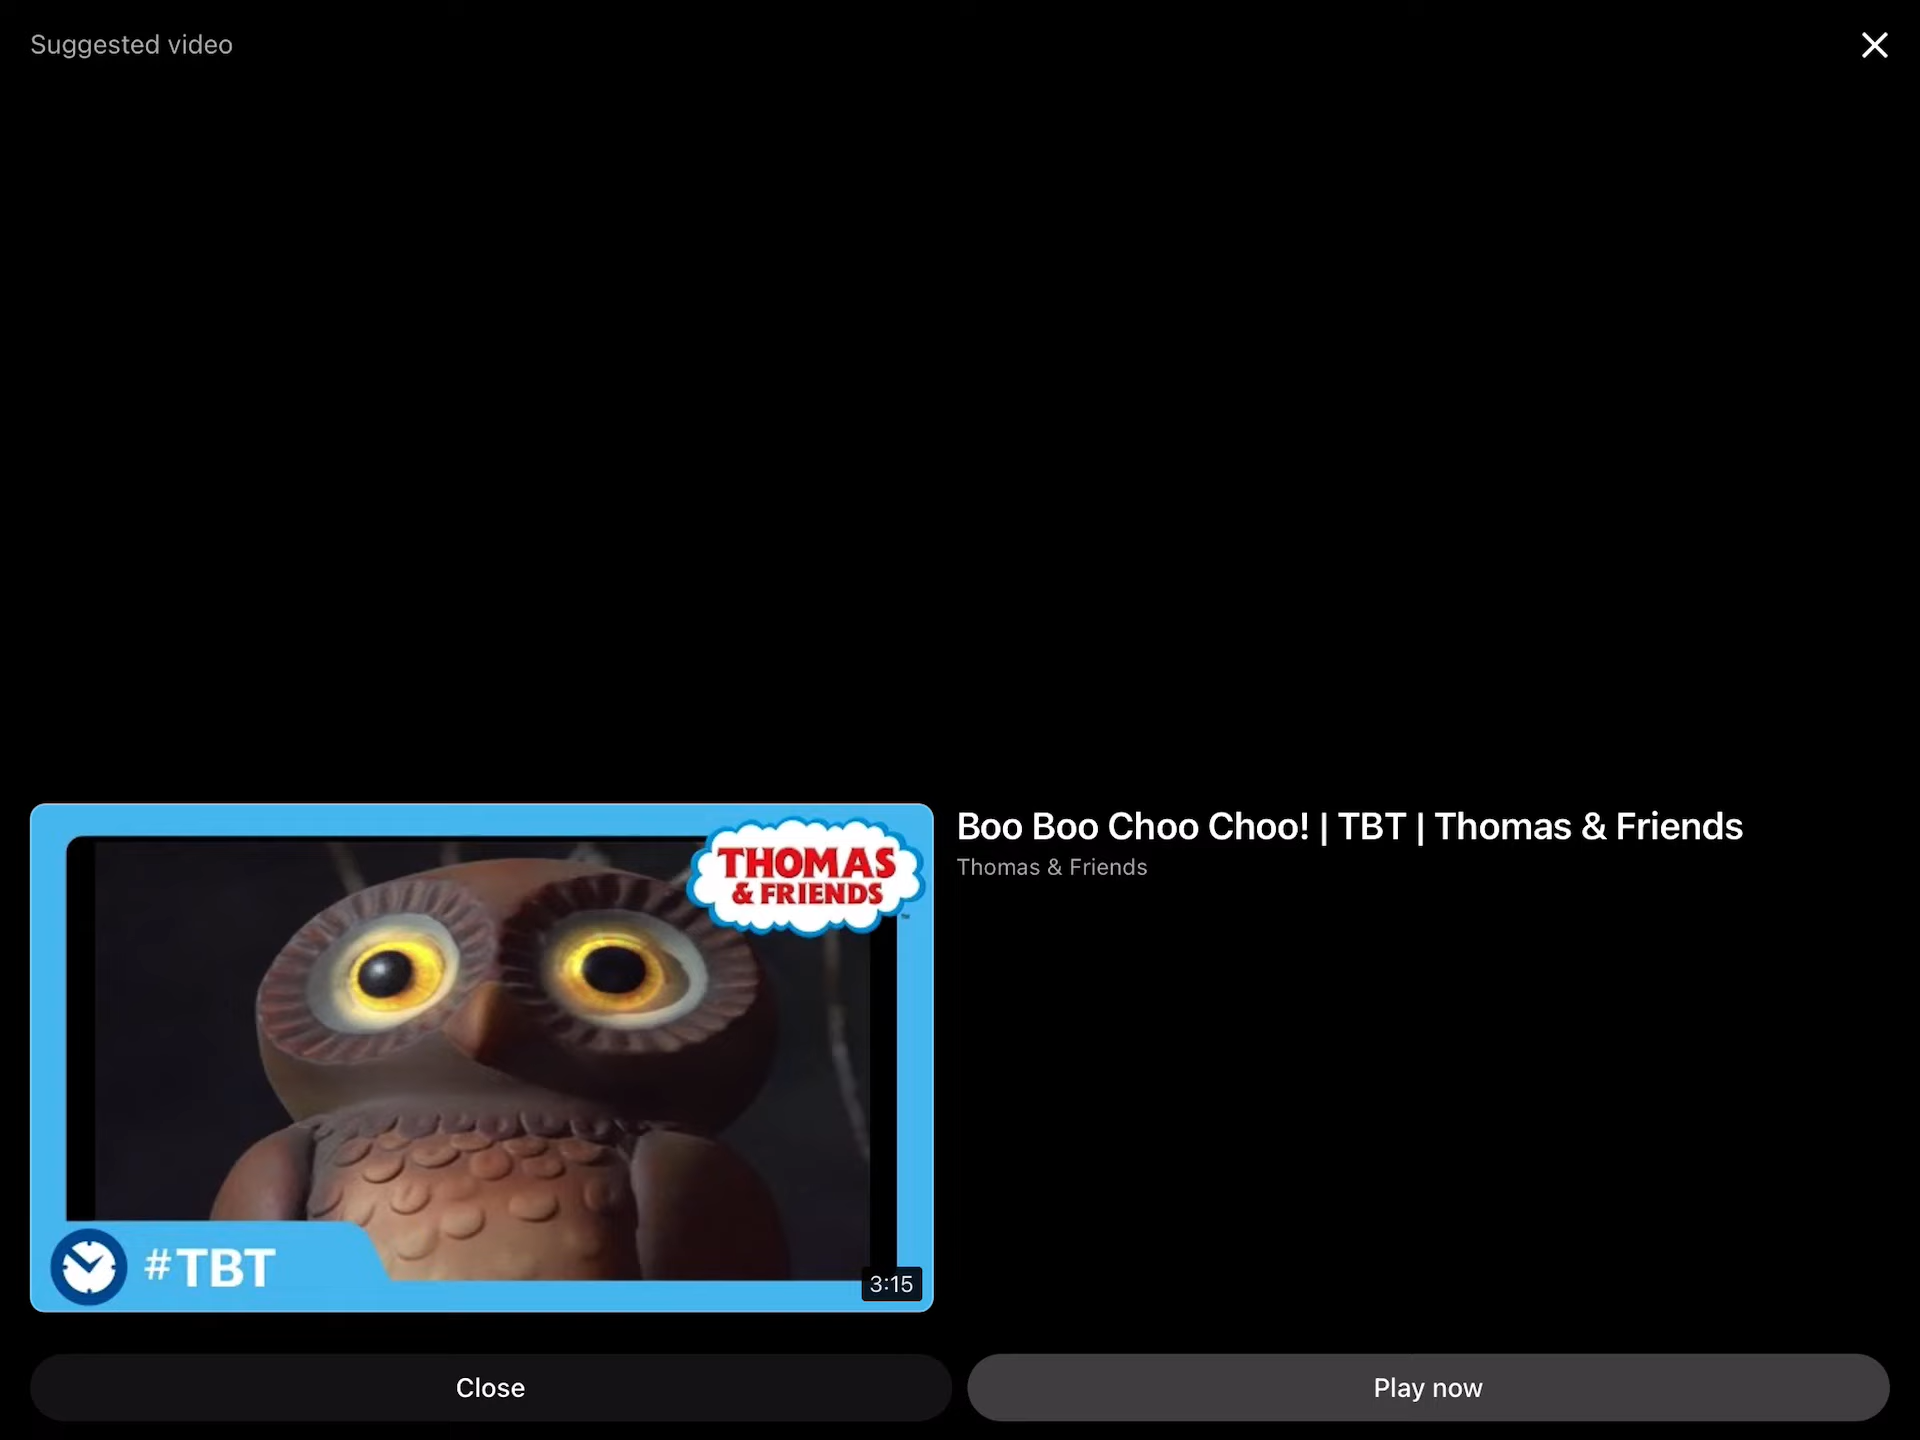 Suggested video
Boo Boo Choo Choo! | TBT | Thomas & Friends
Thomas & Friends
THOMAS
& FRIENDS
™
#TBT
3:15
Close
Play now